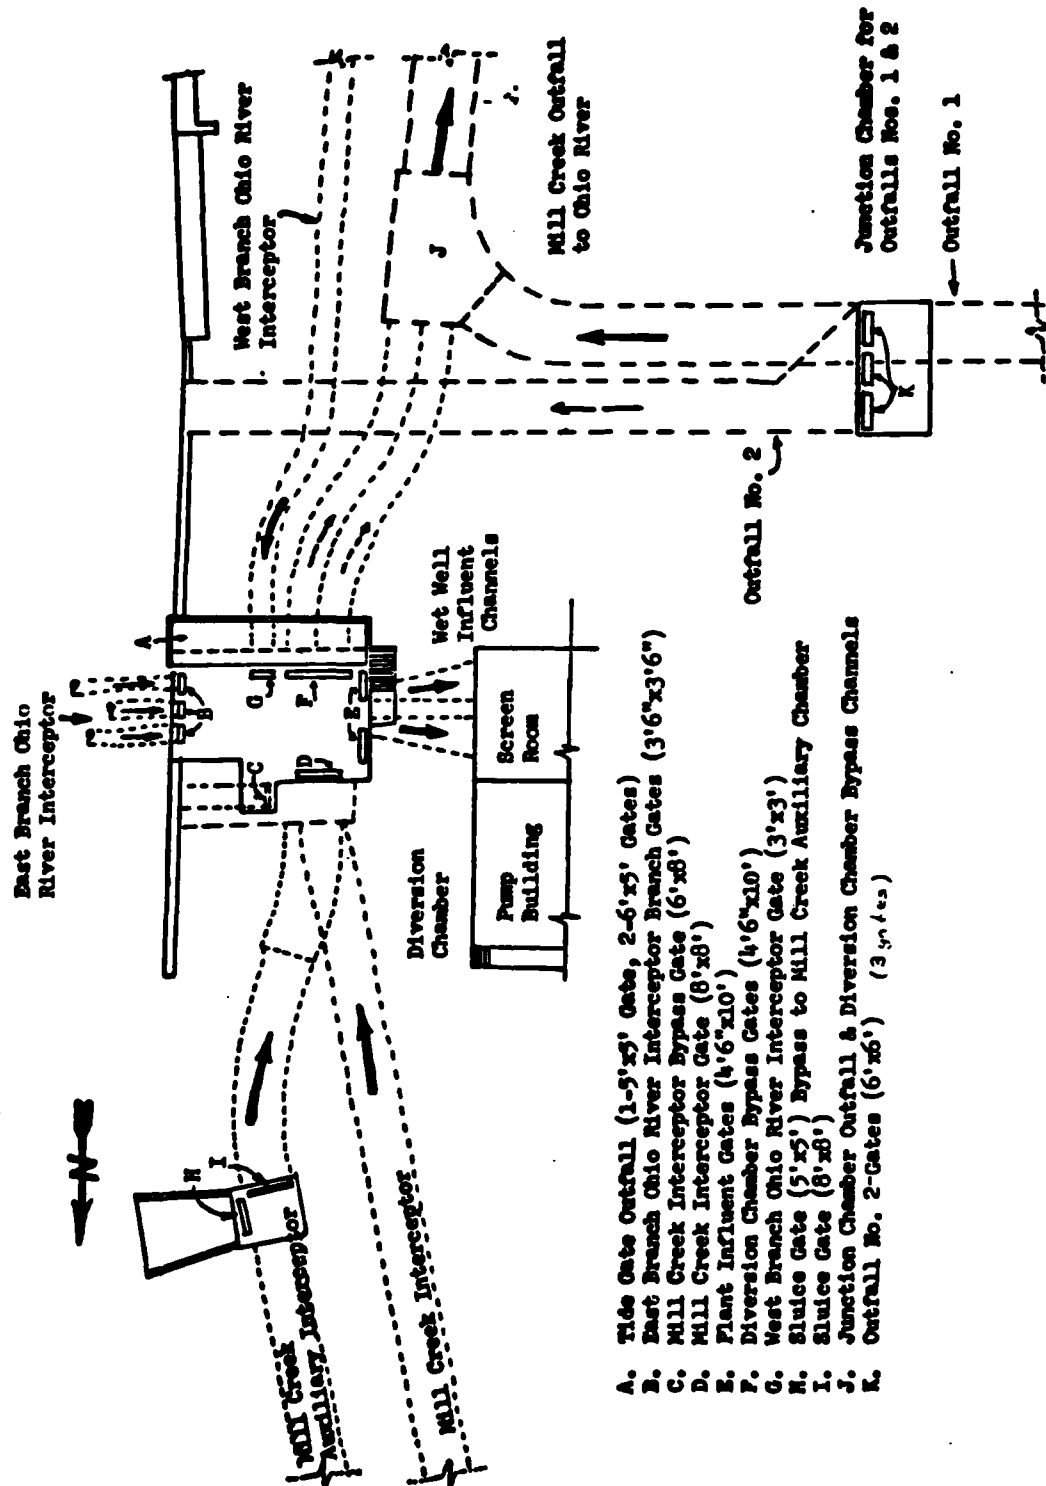 East Branch Ohio
River Interceptor
West Branch Ohio River
Interceptor
Mill Creek Outfall
to Ohio River
Junction Chamber for
Outfalls Nos. 1 & 2
Outfall No. 1
Outfall No. 2
Wet Well
Influent
Channels
Diversion
Chamber
Screen
Room
Pump
Building
Mill Creek
Auxiliary Interceptor
Mill Creek Interceptor
N
A
B
C
D
E
F
G
H
I
J
K
A. Tide Gate Outfall (1-5'x5' Gate, 2-6'x5' Gates)
B. East Branch Ohio River Interceptor Branch Gates (3'6"x3'6")
C. Mill Creek Interceptor Bypass Gate (6'x8')
D. Mill Creek Interceptor Gate (8'x8')
E. Plant Influent Gates (4'6"x10')
F. Diversion Chamber Bypass Gates (4'6"x10')
G. West Branch Ohio River Interceptor Gate (3'x3')
H. Sluice Gate (5'x5') Bypass to Mill Creek Auxiliary Chamber
I. Sluice Gate (8'x8')
J. Junction Chamber Outfall & Diversion Chamber Bypass Channels
K. Outfall No. 2-Gates (6'x6') (3 gates)